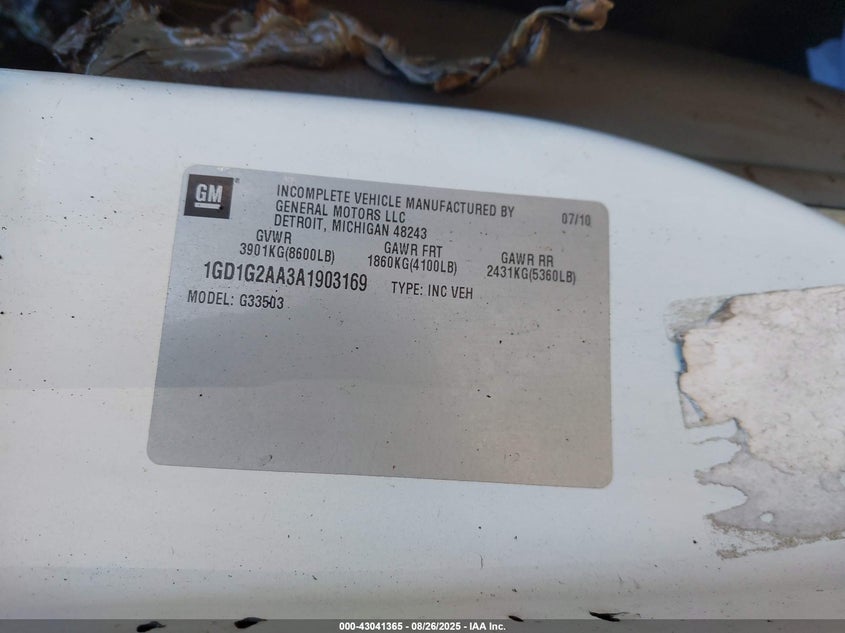 GM
INCOMPLETE VEHICLE MANUFACTURED BY
GENERAL MOTORS LLC
DETROIT, MICHIGAN 48243
07/10
GVWR
3901KG(8600LB)
GAWR FRT
1860KG(4100LB)
GAWR RR
2431KG(5360LB)
1GD1G2AA3A1903169
TYPE: INC VEH
MODEL: G33503
000-43041365 - 08/26/2025 - IAA Inc.